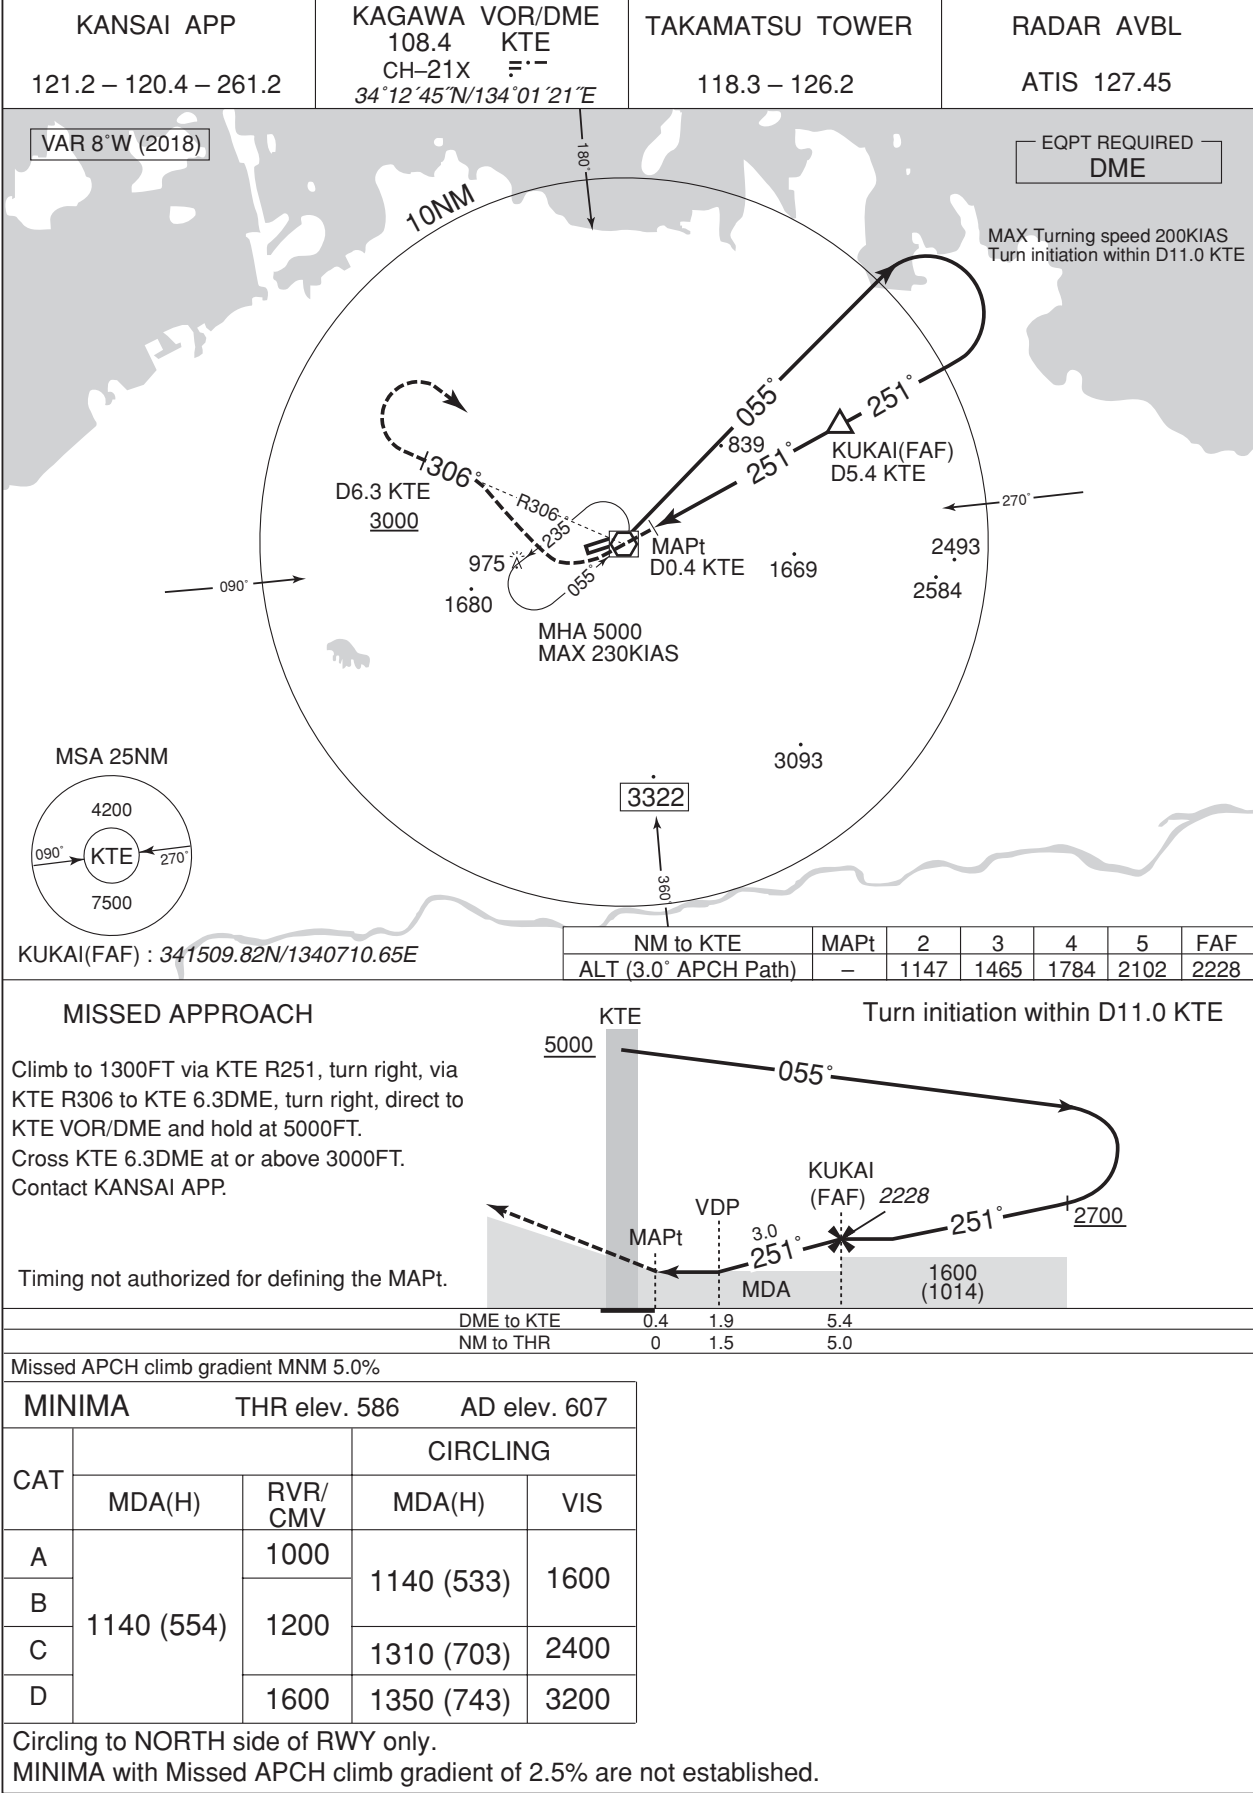 KANSAI APP
121.2 – 120.4 – 261.2
KAGAWA VOR/DME
108.4 KTE
CH–21X
34˚12´45˝N/134˚01´21˝E
TAKAMATSU TOWER
118.3 – 126.2
RADAR AVBL
ATIS 127.45
VAR 8˚W (2018)
EQPT REQUIRED
DME
180˚
10NM
MAX Turning speed 200KIAS
Turn initiation within D11.0 KTE
055˚
251˚
839
251˚
KUKAI(FAF)
D5.4 KTE
306˚
D6.3 KTE
3000
R306
235˚
270˚
975
055˚
MAPt
D0.4 KTE
1669
2493
2584
090˚
1680
MHA 5000
MAX 230KIAS
3093
3322
360˚
MSA 25NM
4200
090˚
KTE
270˚
7500
KUKAI(FAF) : 341509.82N/1340710.65E
NM to KTE MAPt 2 3 4 5 FAF
ALT (3.0˚ APCH Path) – 1147 1465 1784 2102 2228
MISSED APPROACH
Climb to 1300FT via KTE R251, turn right, via
KTE R306 to KTE 6.3DME, turn right, direct to
KTE VOR/DME and hold at 5000FT.
Cross KTE 6.3DME at or above 3000FT.
Contact KANSAI APP.
Timing not authorized for defining the MAPt.
KTE
Turn initiation within D11.0 KTE
5000
055˚
KUKAI
(FAF) 2228
VDP
MAPt
3.0
251˚
251˚
2700
MDA
1600
(1014)
DME to KTE 0.4 1.9 5.4
NM to THR 0 1.5 5.0
Missed APCH climb gradient MNM 5.0%
MINIMA THR elev. 586 AD elev. 607
CAT
CIRCLING
MDA(H) RVR/CMV MDA(H) VIS
A 1140 (554) 1000 1140 (533) 1600
B 1200
C 1310 (703) 2400
D 1600 1350 (743) 3200
Circling to NORTH side of RWY only.
MINIMA with Missed APCH climb gradient of 2.5% are not established.